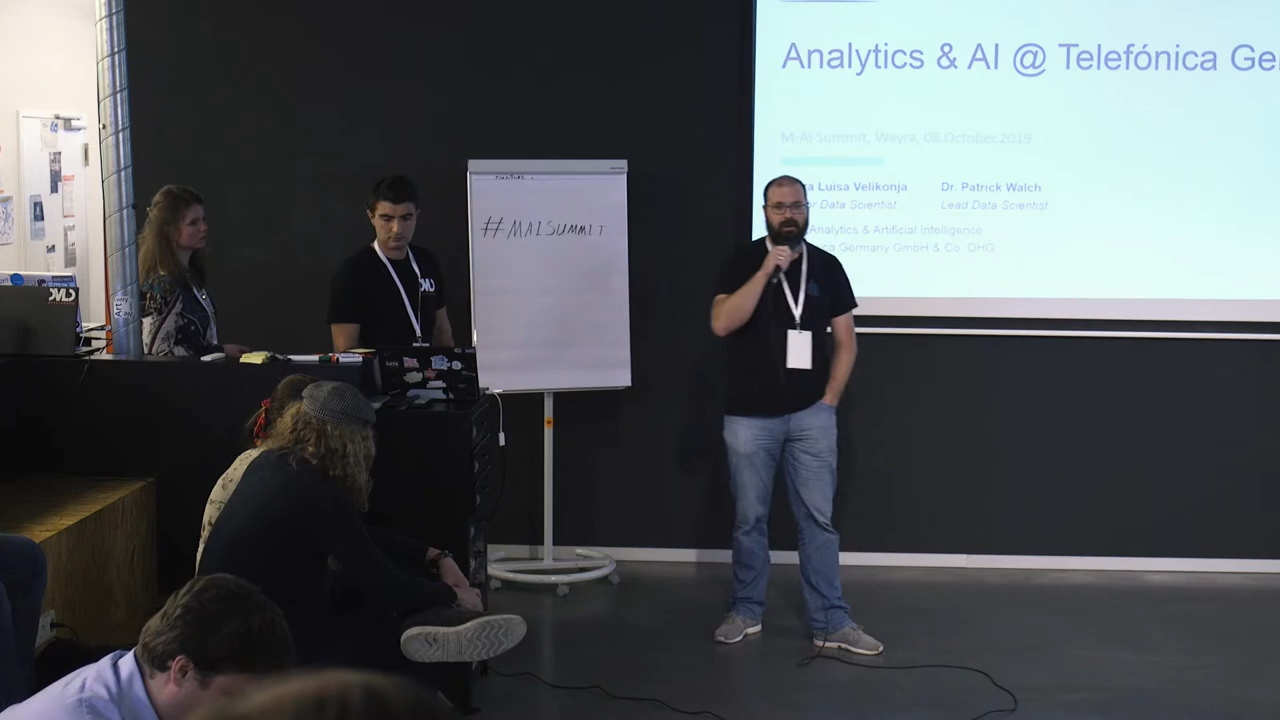 Analytics & AI @ Telefónica Ge
M-AI Summit, Wayra, 08.October.2019
Luisa Velikonja Dr. Patrick Walch
Data Scientist Lead Data Scientist
Analytics & Artificial Intelligence
Germany GmbH & Co. OHG
#MAISUMMIT